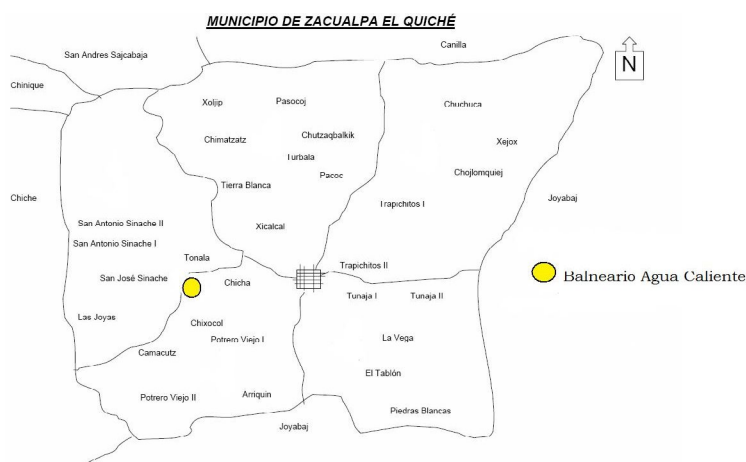 MUNICIPIO DE ZACUALPA EL QUICHÉ
Canilla
San Andres Sajcabaja
N
Chinique
Xoljip
Pasocoj
Chuchuca
Chimatzatz
Chutzaqbalkik
Xejox
Turbala
Pacoc
Chojlomquiej
Tierra Blanca
Chiche
Trapichitos I
Joyabaj
San Antonio Sinache II
Xicalcal
San Antonio Sinache I
Tonala
Trapichitos II
San José Sinache
Chicha
Balneario Agua Caliente
Tunaja I
Tunaja II
Las Joyas
Chixocol
Potrero Viejo I
La Vega
Camacutz
El Tablón
Potrero Viejo II
Arriquin
Piedras Blancas
Joyabaj